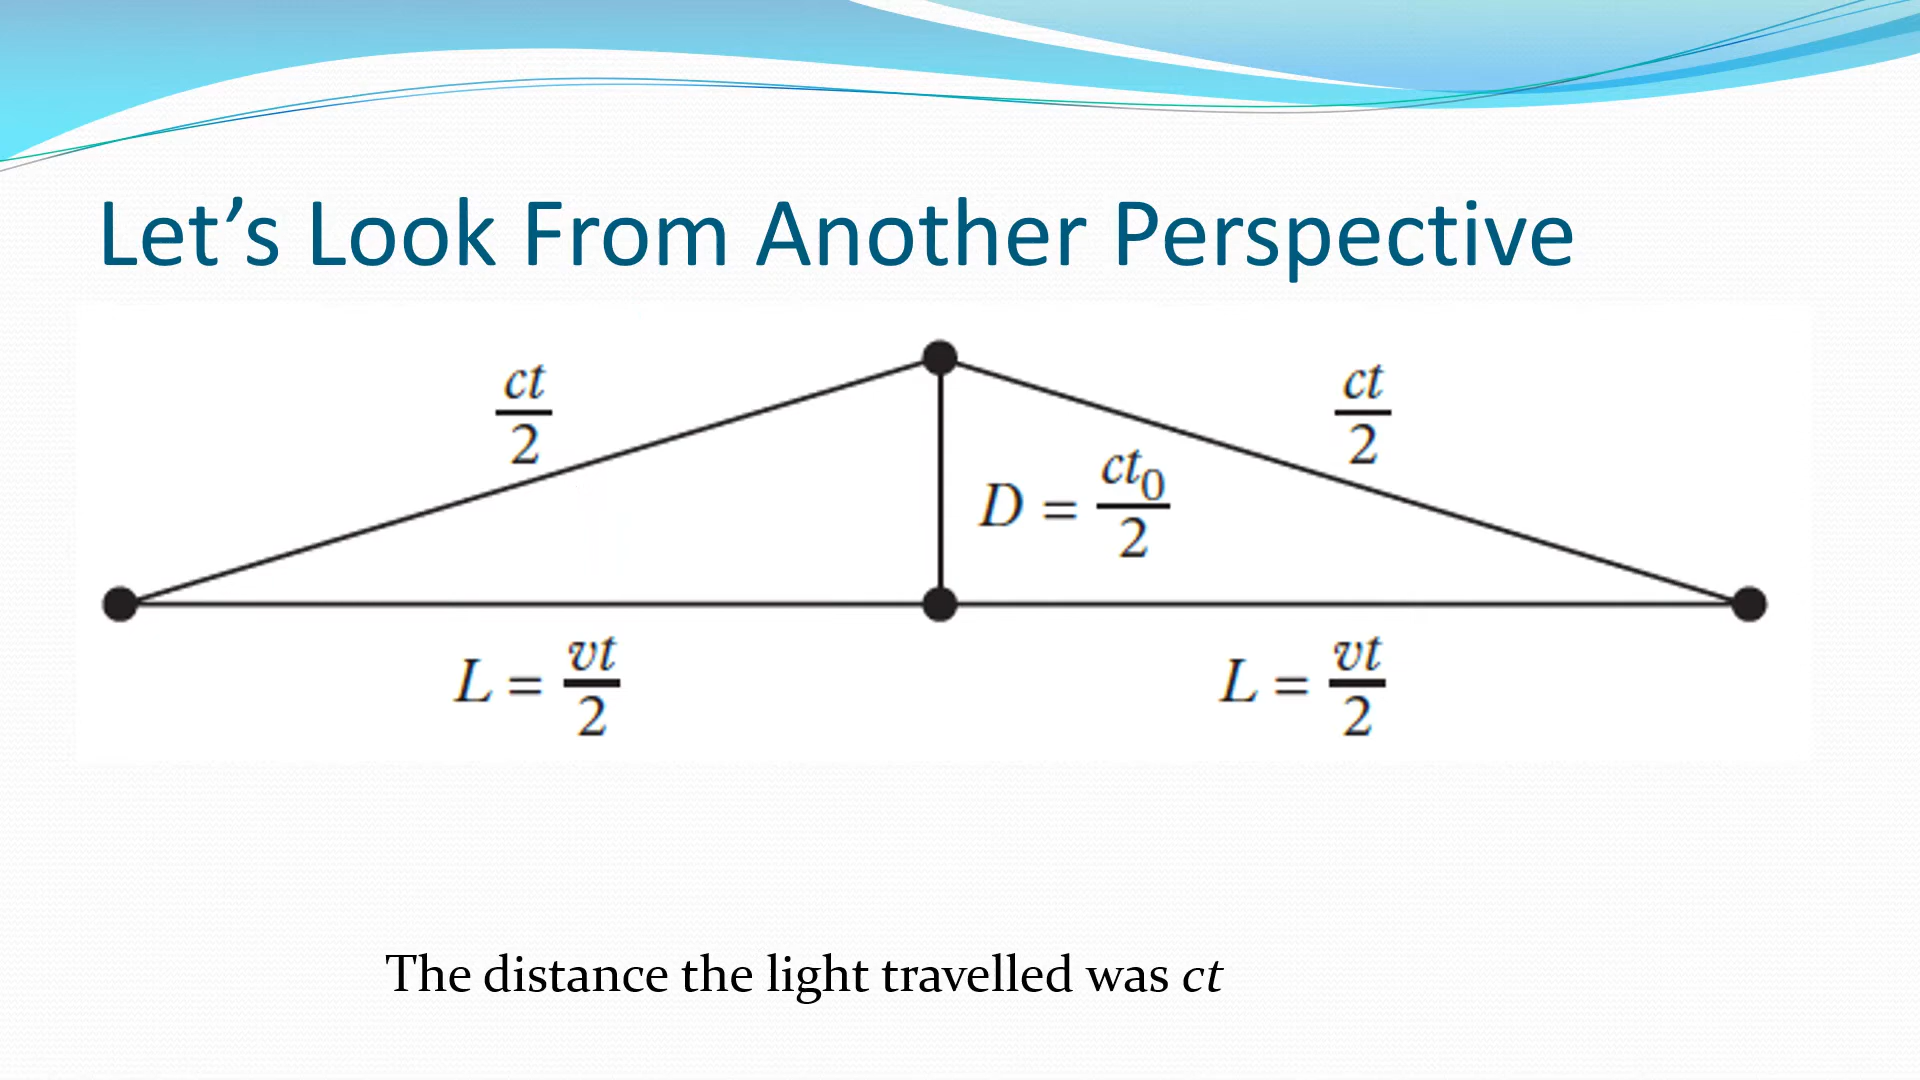 Let’s Look From Another Perspective
ct/2
ct/2
D = ct₀/2
L = vt/2
L = vt/2
The distance the light travelled was ct